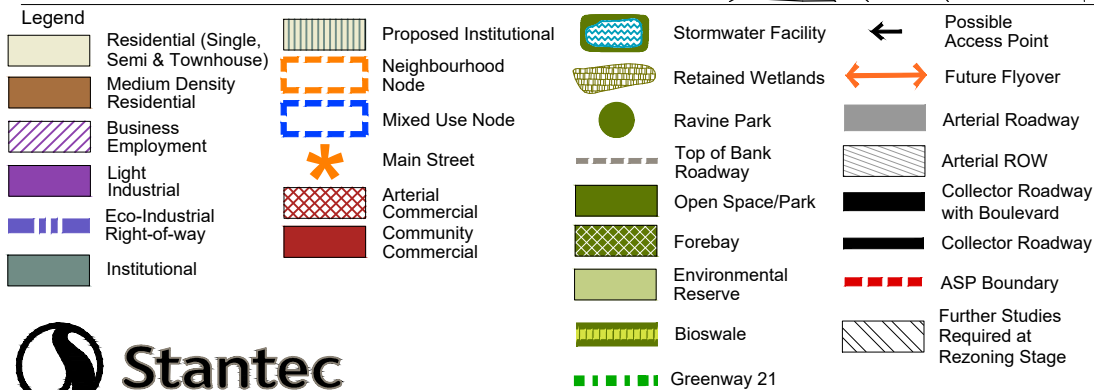 Legend
Residential (Single,
Semi & Townhouse)
Medium Density
Residential
Business
Employment
Light
Industrial
Eco-Industrial
Right-of-way
Institutional
Proposed Institutional
Neighbourhood
Node
Mixed Use Node
Main Street
Arterial
Commercial
Community
Commercial
Stormwater Facility
Retained Wetlands
Ravine Park
Top of Bank
Roadway
Open Space/Park
Forebay
Environmental
Reserve
Bioswale
Greenway 21
Possible
Access Point
Future Flyover
Arterial Roadway
Arterial ROW
Collector Roadway
with Boulevard
Collector Roadway
ASP Boundary
Further Studies
Required at
Rezoning Stage
Stantec